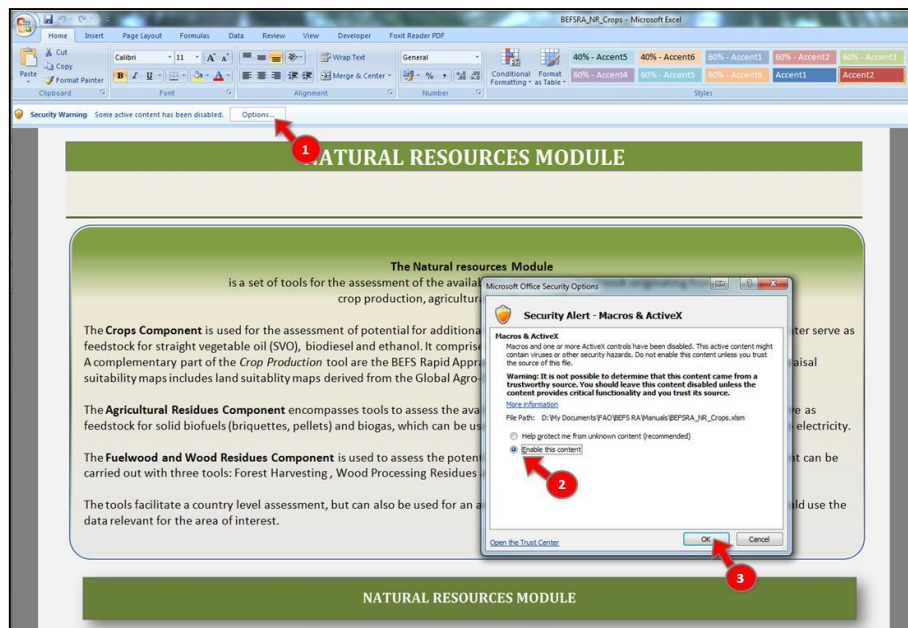 BEFSRA_NR_Crops - Microsoft Excel
Home Insert Page Layout Formulas Data Review View Developer Foxit Reader PDF
Cut
Copy
Format Painter
Paste
Calibri 11 A A
B I U A
Wrap Text
Merge & Center
General
%
Conditional Formatting
Format as Table
40% - Accent5 40% - Accent6 60% - Accent1 60% - Accent2 60% - Accent3
60% - Accent4 60% - Accent5 60% - Accent6 Accent1 Accent2
Clipboard Font Alignment Number Styles
Security Warning Some active content has been disabled. Options...
1
NATURAL RESOURCES MODULE
The Natural resources Module
is a set of tools for the assessment of the availa
crop production, agricultura
The Crops Component is used for the assessment of potential for additiona ter serve as
feedstock for straight vegetable oil (SVO), biodiesel and ethanol. It comprise
A complementary part of the Crop Production tool are the BEFS Rapid Appra aisal
suitability maps includes land suitablity maps derived from the Global Agro-
The Agricultural Residues Component encompasses tools to assess the ava e as
feedstock for solid biofuels (briquettes, pellets) and biogas, which can be us electricity.
The Fuelwood and Wood Residues Component is used to assess the potent nt can be
carried out with three tools: Forest Harvesting , Wood Processing Residues
The tools facilitate a country level assessment, but can also be used for an a ld use the
data relevant for the area of interest.
Microsoft Office Security Options
Security Alert - Macros & ActiveX
Macros & ActiveX
Macros and one or more ActiveX controls have been disabled. This active content might
contain viruses or other security hazards. Do not enable this content unless you trust
the source of this file.
Warning: It is not possible to determine that this content came from a
trustworthy source. You should leave this content disabled unless the
content provides critical functionality and you trust its source.
More information
File Path: D:\My Documents\FAO\BEFS RA\Manuals\BEFSRA_NR_Crops.xlsm
Help protect me from unknown content (recommended)
Enable this content
2
Open the Trust Center OK Cancel
3
NATURAL RESOURCES MODULE